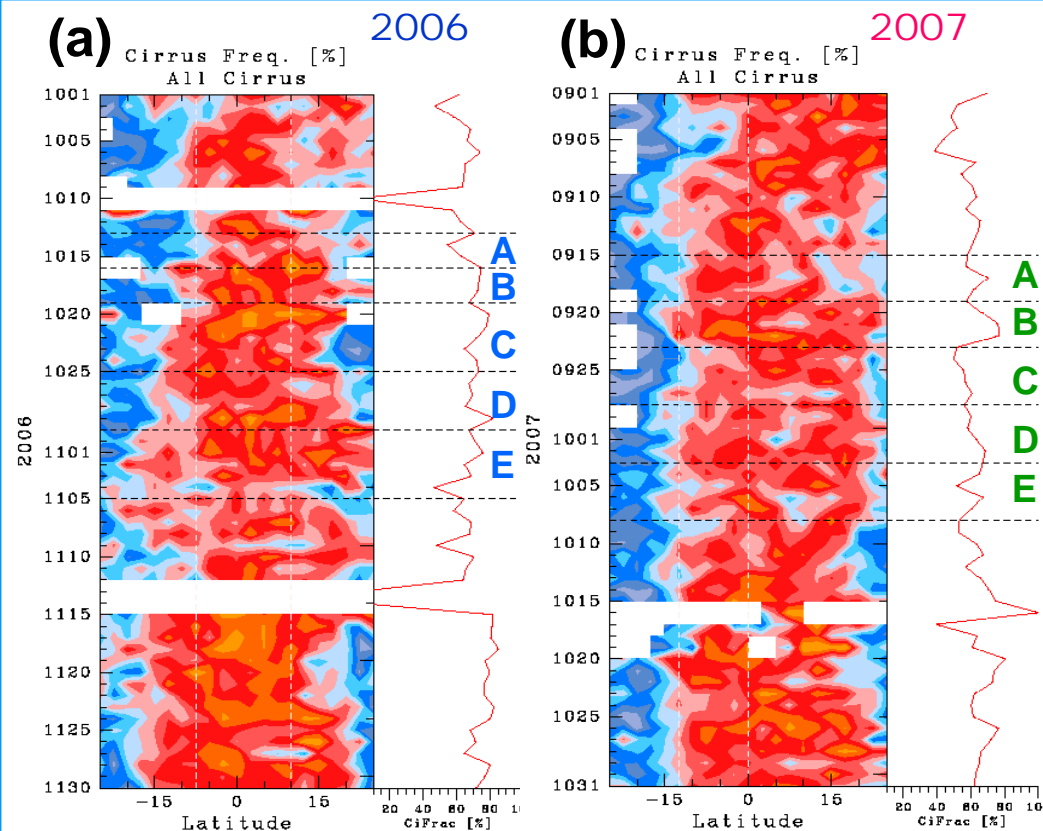 (a) 2006
Cirrus Freq. [%]
All Cirrus
1001
1005
1010
1015
1020
1025
1101
1105
1110
1115
1120
1125
1130
2006
A
B
C
D
E
-15 0 15
Latitude
20 40 60 80 1
CiFrac [%]
(b) 2007
Cirrus Freq. [%]
All Cirrus
0901
0905
0910
0915
0920
0925
1001
1005
1010
1015
1020
1025
1031
2007
A
B
C
D
E
-15 0 15
Latitude
20 40 60 80 100
CiFrac [%]